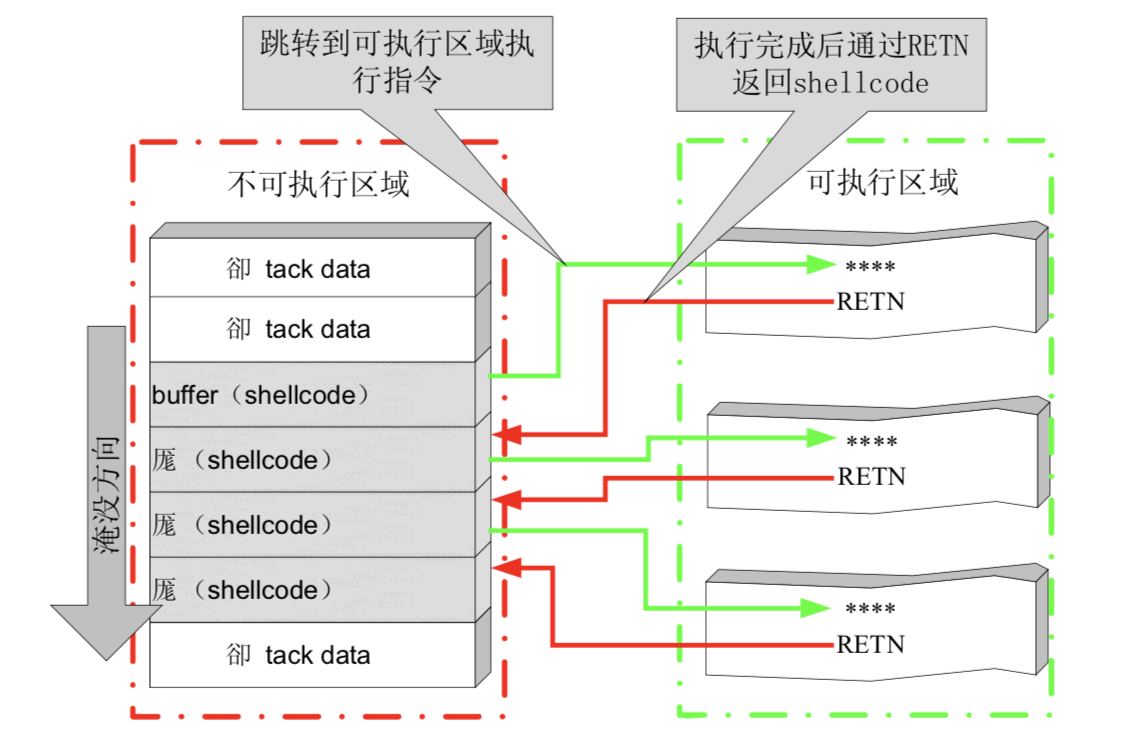 跳转到可执行区域执
行指令
执行完成后通过RETN
返回shellcode
不可执行区域
可执行区域
卻 tack data
卻 tack data
buffer（shellcode）
厖（shellcode）
厖（shellcode）
厖（shellcode）
卻 tack data
淹没方向
****
RETN
****
RETN
****
RETN